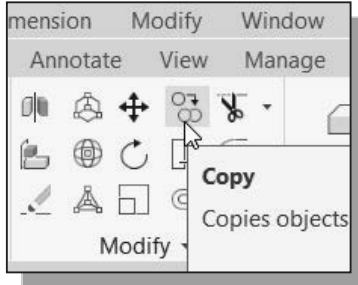 mension Modify Window
Annotate View Manage
Copy
Copies objects
Modify